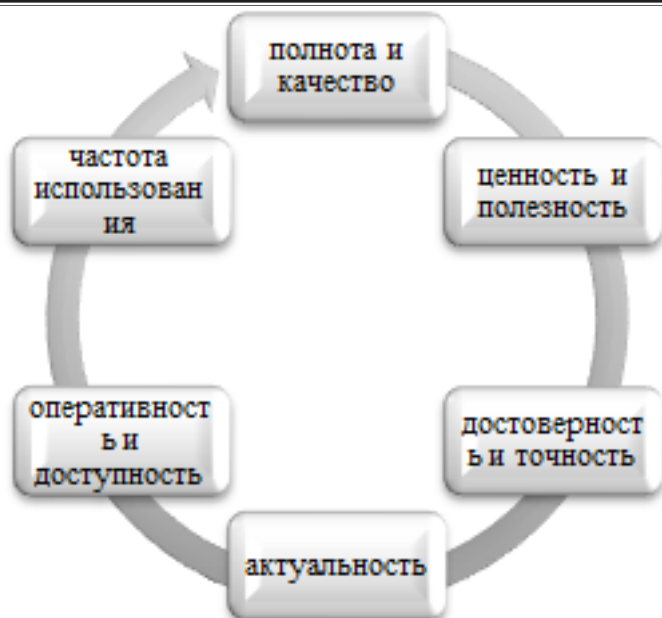 полнота и
качество
ценность и
полезность
достоверност
ь и точность
актуальность
оперативност
ь и
доступность
частота
использован
ия